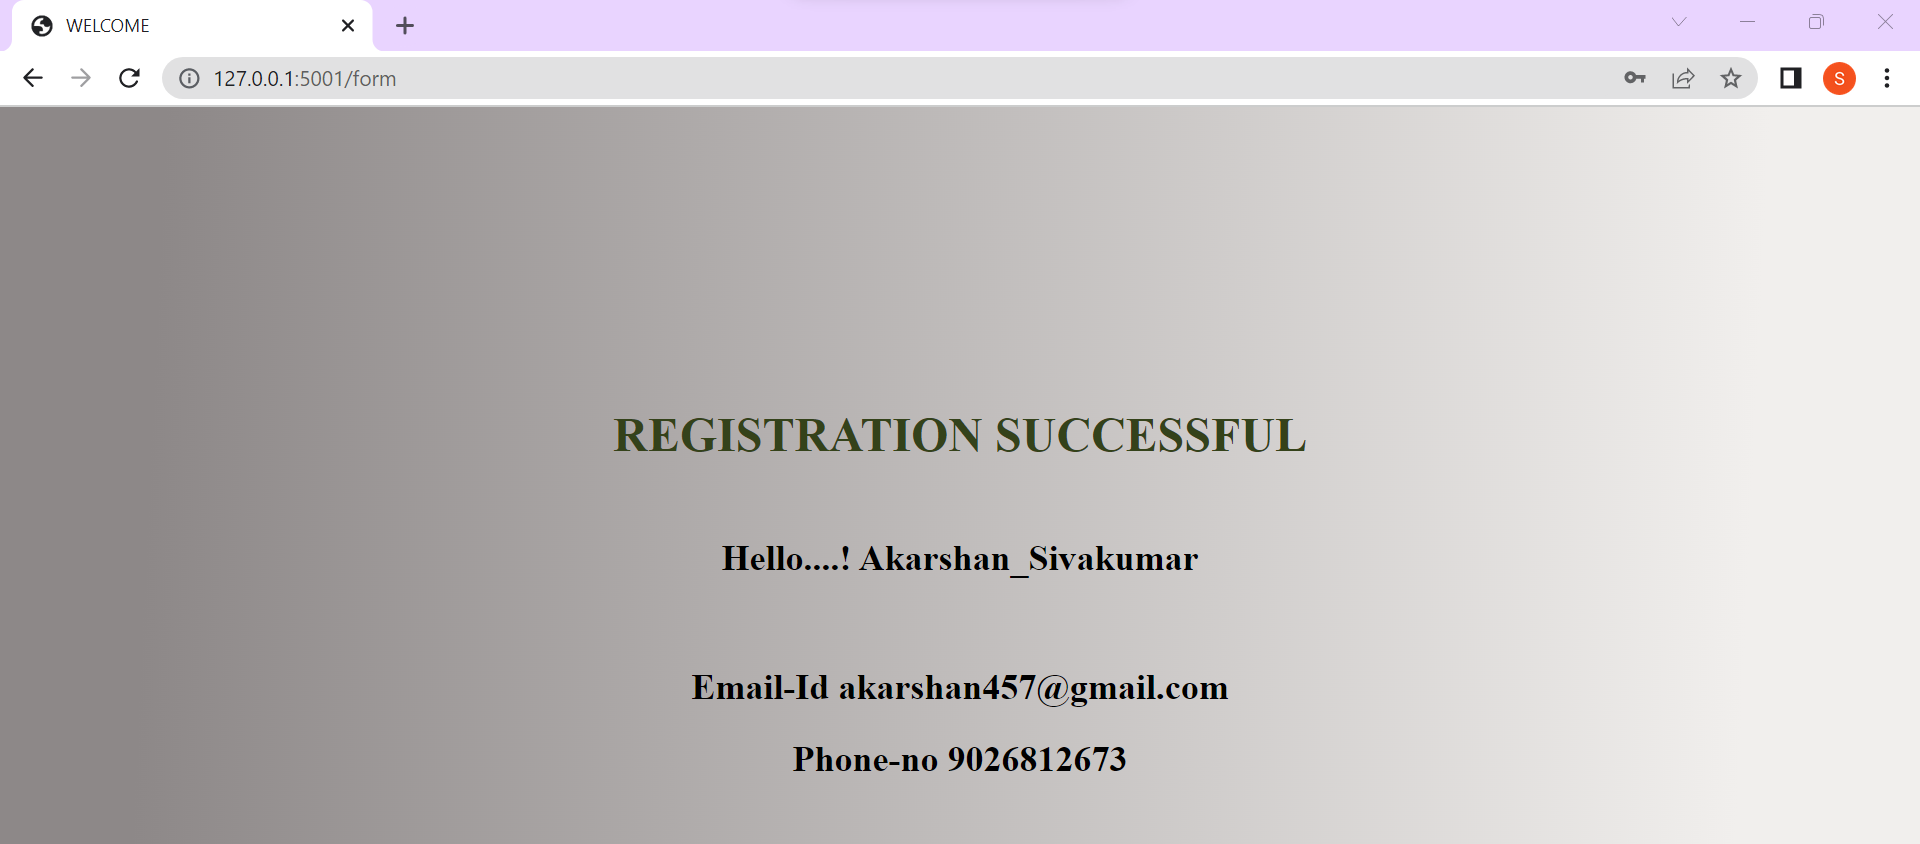 WELCOME
127.0.0.1:5001/form
S
REGISTRATION SUCCESSFUL
Hello....! Akarshan_Sivakumar
Email-Id akarshan457@gmail.com
Phone-no 9026812673